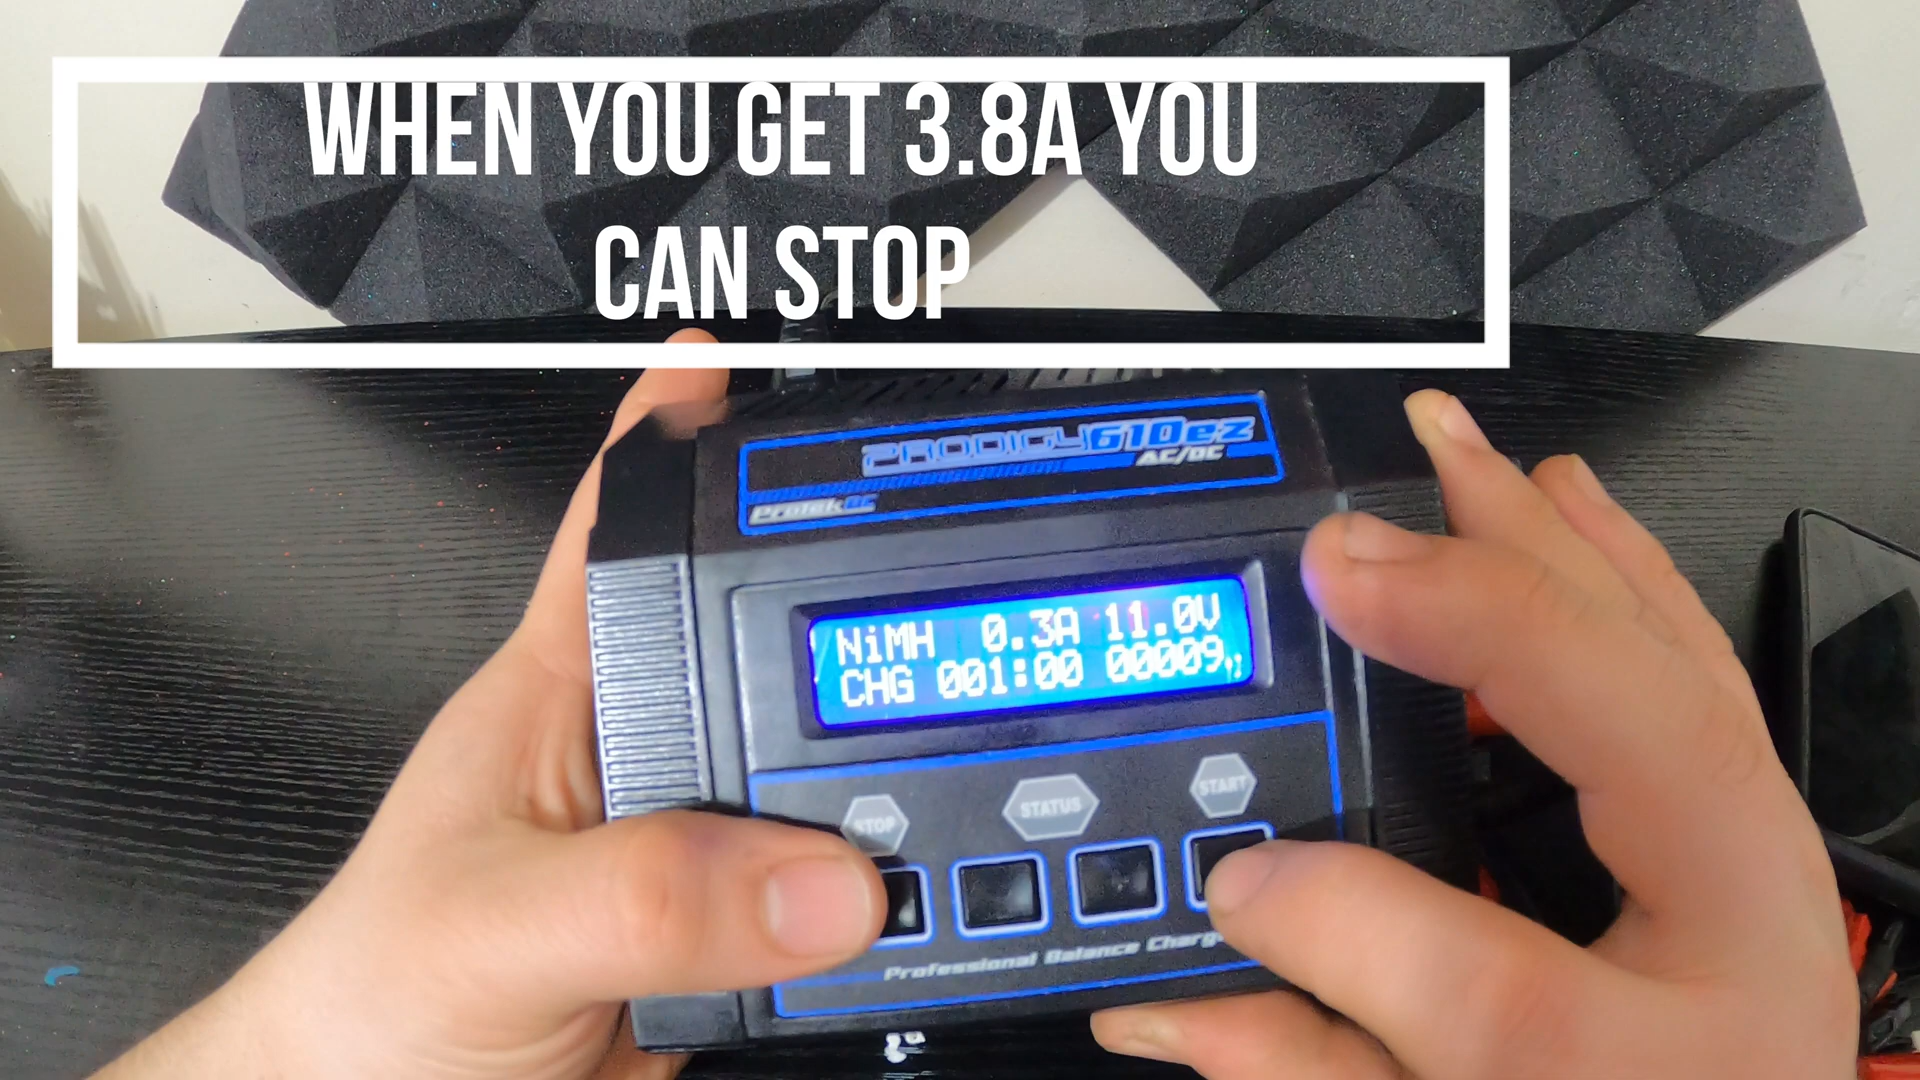 WHEN YOU GET 3.8A YOU
CAN STOP
PRODIGY610ez
AC/DC
ProTekRC
NiMH 0.3A 11.0V
CHG 001:00 00009
STOP
STATUS
START
Professional Balance